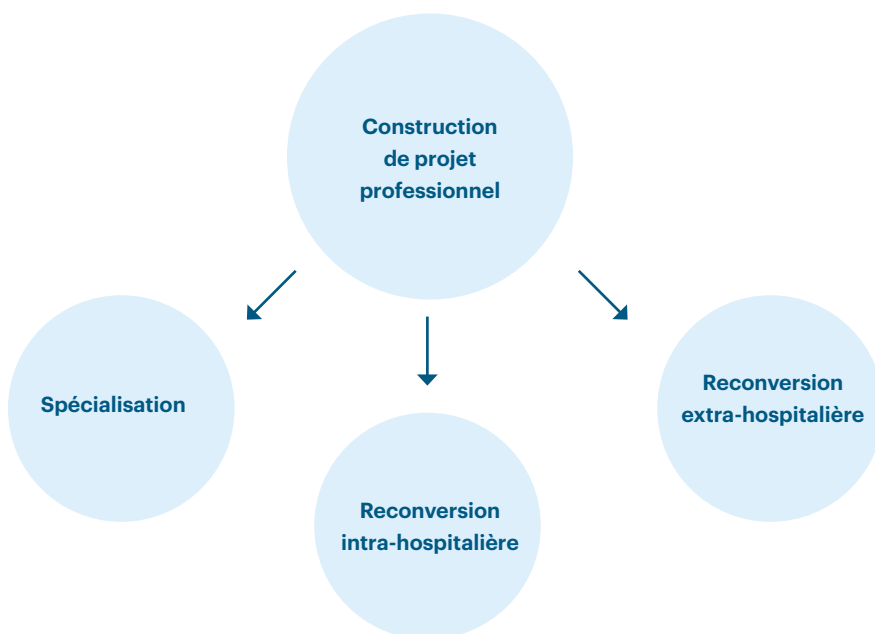 Construction
de projet
professionnel
Spécialisation
Reconversion
extra-hospitalière
Reconversion
intra-hospitalière